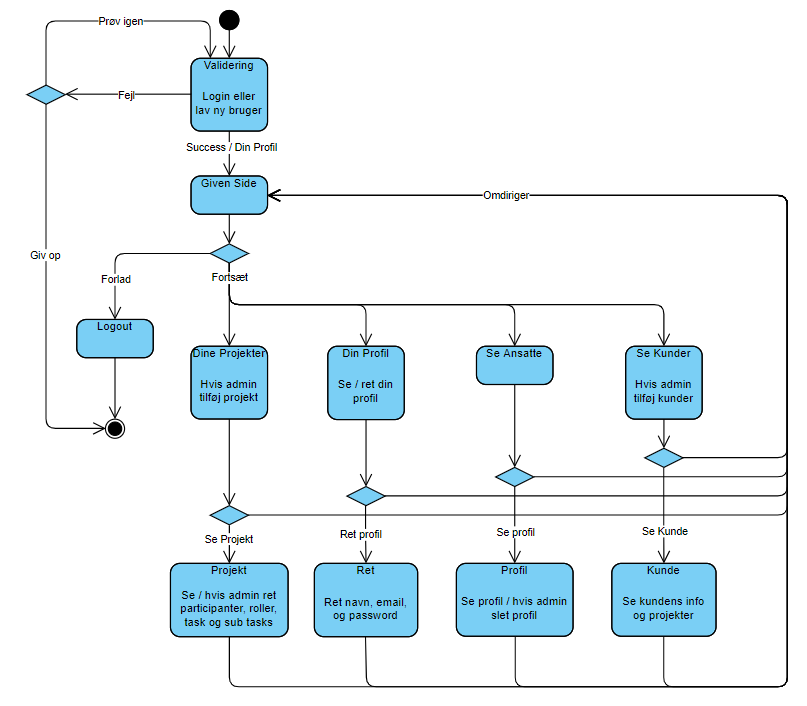 Prøv igen
Validering
Login eller
lav ny bruger
Fejl
Success / Din Profil
Given Side
Omdiriger
Giv op
Forlad
Fortsæt
Logout
Dine Projekter
Hvis admin
tilføj projekt
Din Profil
Se / ret din
profil
Se Ansatte
Se Kunder
Hvis admin
tilføj kunder
Se Projekt
Ret profil
Se profil
Se Kunde
Projekt
Se / hvis admin ret
participanter, roller,
task og sub tasks
Ret
Ret navn, email,
og password
Profil
Se profil / hvis admin
slet profil
Kunde
Se kundens info
og projekter